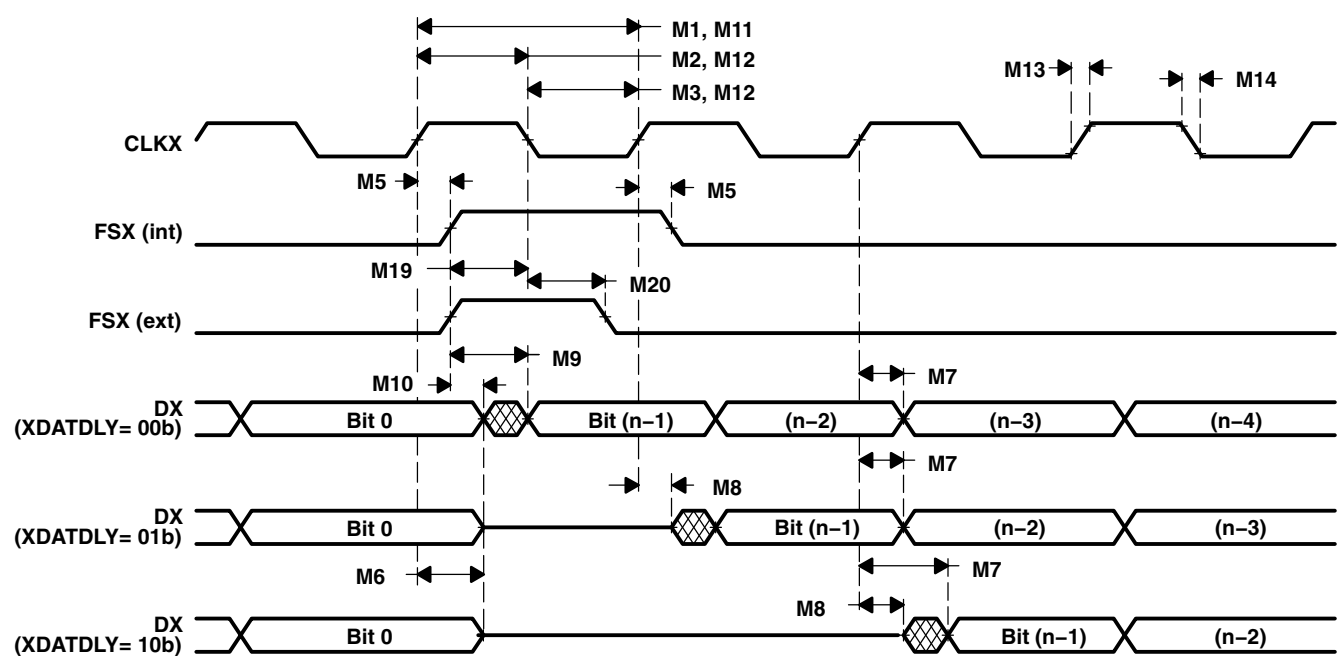 M1, M11
M2, M12
M3, M12
M13
M14
CLKX
M5
M5
FSX (int)
M19
M20
FSX (ext)
M9
M10
M7
DX
(XDATDLY= 00b)
Bit 0
Bit (n−1)
(n−2)
(n−3)
(n−4)
M7
M8
DX
(XDATDLY= 01b)
Bit 0
Bit (n−1)
(n−2)
(n−3)
M6
M7
M8
DX
(XDATDLY= 10b)
Bit 0
Bit (n−1)
(n−2)